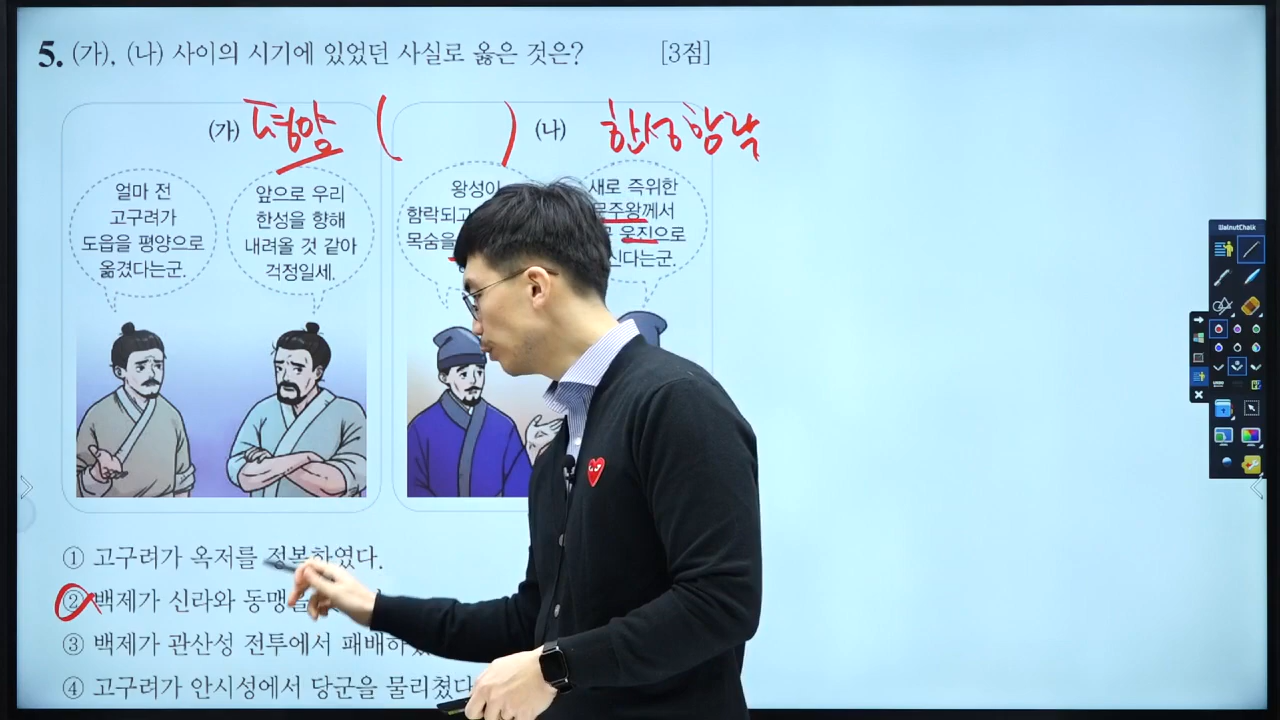 5. (가), (나) 사이의 시기에 있었던 사실로 옳은 것은? [3점]
(가) 평양 ( ) (나) 한성 함락
얼마 전
고구려가
도읍을 평양으로
옮겼다는군.
앞으로 우리
한성을 향해
내려올 것 같아
걱정일세.
왕성이
함락되고
목숨을
새로 즉위한
문주왕께서
웅진으로
신다는군.
① 고구려가 옥저를 정복하였다.
② 백제가 신라와 동맹을
③ 백제가 관산성 전투에서 패배하
④ 고구려가 안시성에서 당군을 물리쳤다
WalnutChalk